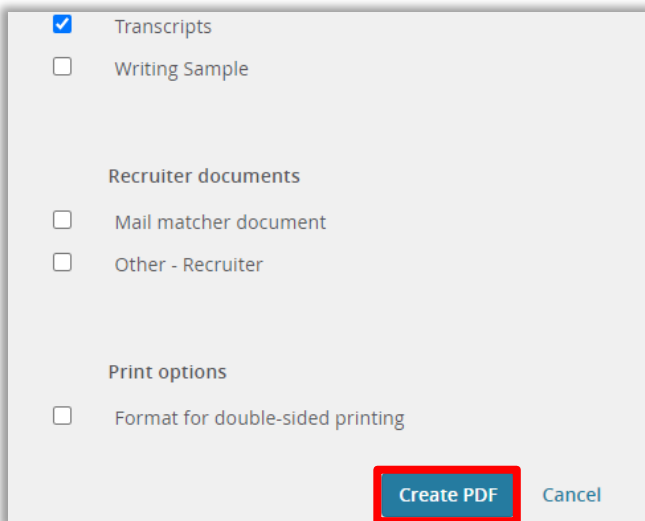 Transcripts
Writing Sample
Recruiter documents
Mail matcher document
Other - Recruiter
Print options
Format for double-sided printing
Create PDF Cancel